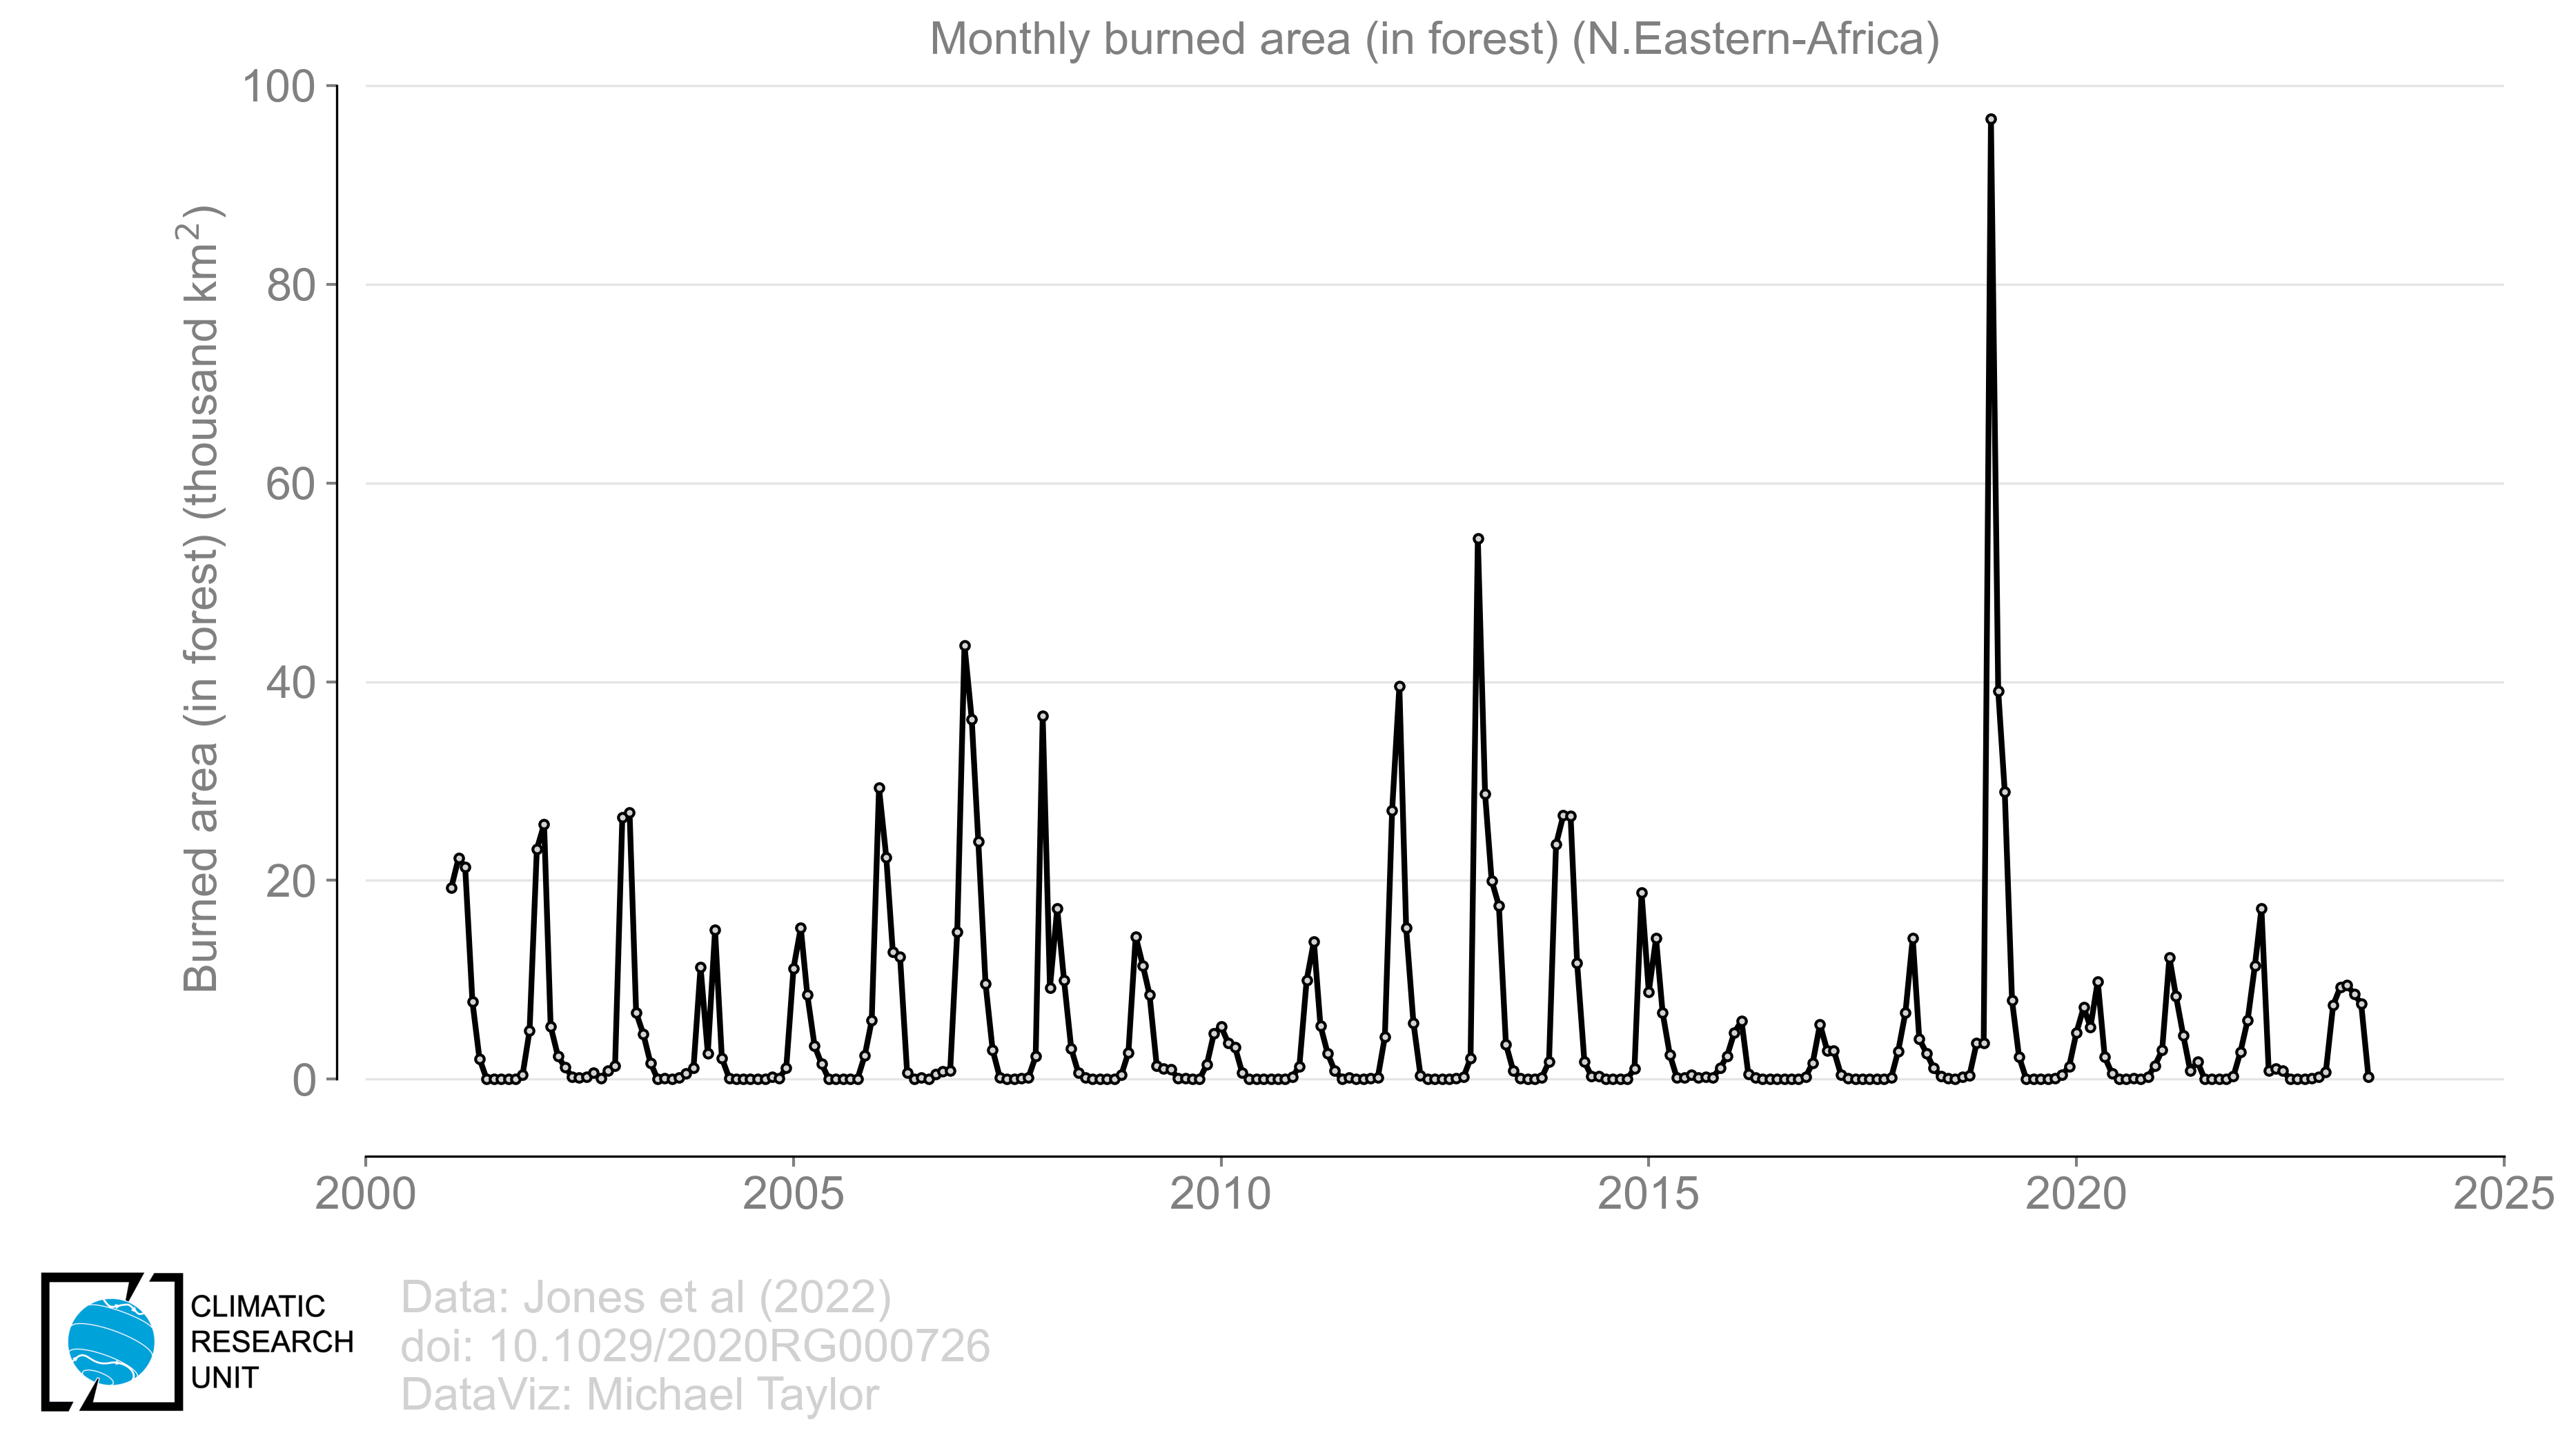 Monthly burned area (in forest) (N.Eastern-Africa)
Burned area (in forest) (thousand km²)
100
80
60
40
20
0
2000 2005 2010 2015 2020 2025
CLIMATIC
RESEARCH
UNIT
Data: Jones et al (2022)
doi: 10.1029/2020RG000726
DataViz: Michael Taylor